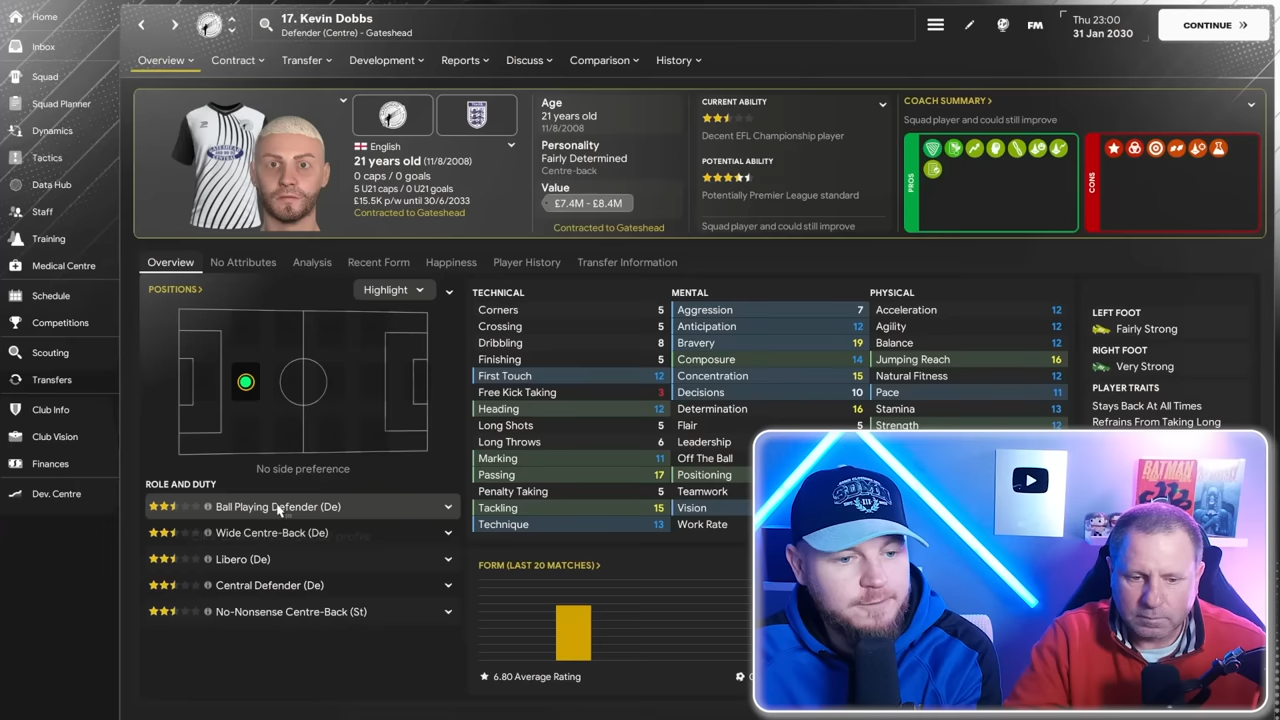 Home
Inbox
Squad
Squad Planner
Dynamics
Tactics
Data Hub
Staff
Training
Medical Centre
Schedule
Competitions
Scouting
Transfers
Club Info
Club Vision
Finances
Dev. Centre
17. Kevin Dobbs
Defender (Centre) - Gateshead
FM
Thu 23:00
31 Jan 2030
CONTINUE
Overview
Contract
Transfer
Development
Reports
Discuss
Comparison
History
English
21 years old (11/8/2008)
0 caps / 0 goals
5 U21 caps / 0 U21 goals
£15.5K p/w until 30/6/2033
Contracted to Gateshead
Age
21 years old
11/8/2008
Personality
Fairly Determined
Centre-back
Value
£7.4M - £8.4M
Contracted to Gateshead
CURRENT ABILITY
Decent EFL Championship player
POTENTIAL ABILITY
Potentially Premier League standard
Squad player and could still improve
COACH SUMMARY
Squad player and could still improve
PROS
CONS
Overview
No Attributes
Analysis
Recent Form
Happiness
Player History
Transfer Information
POSITIONS
Highlight
No side preference
ROLE AND DUTY
Ball Playing Defender (De)
Wide Centre-Back (De)
Libero (De)
Central Defender (De)
No-Nonsense Centre-Back (St)
TECHNICAL
Corners 5
Crossing 5
Dribbling 8
Finishing 5
First Touch 12
Free Kick Taking 3
Heading 12
Long Shots 5
Long Throws 6
Marking 11
Passing 17
Penalty Taking 5
Tackling 15
Technique 13
MENTAL
Aggression 7
Anticipation 12
Bravery 19
Composure 14
Concentration 15
Decisions 10
Determination 16
Flair 5
Leadership
Off The Ball
Positioning
Teamwork
Vision
Work Rate
PHYSICAL
Acceleration 12
Agility 12
Balance 12
Jumping Reach 16
Natural Fitness 12
Pace 11
Stamina 13
Strength 12
LEFT FOOT
Fairly Strong
RIGHT FOOT
Very Strong
PLAYER TRAITS
Stays Back At All Times
Refrains From Taking Long
FORM (LAST 20 MATCHES)
6.80 Average Rating
BATMAN